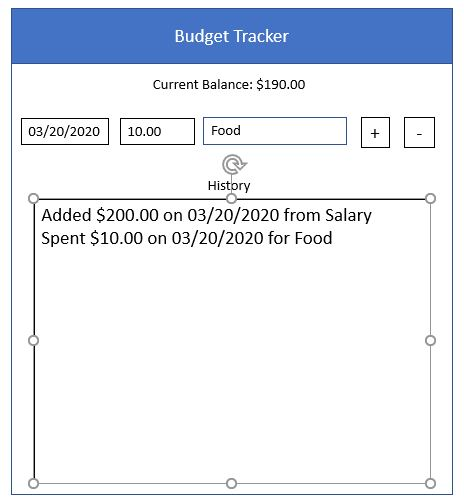 Budget Tracker
Current Balance: $190.00
03/20/2020 10.00 Food + -
History
Added $200.00 on 03/20/2020 from Salary
Spent $10.00 on 03/20/2020 for Food